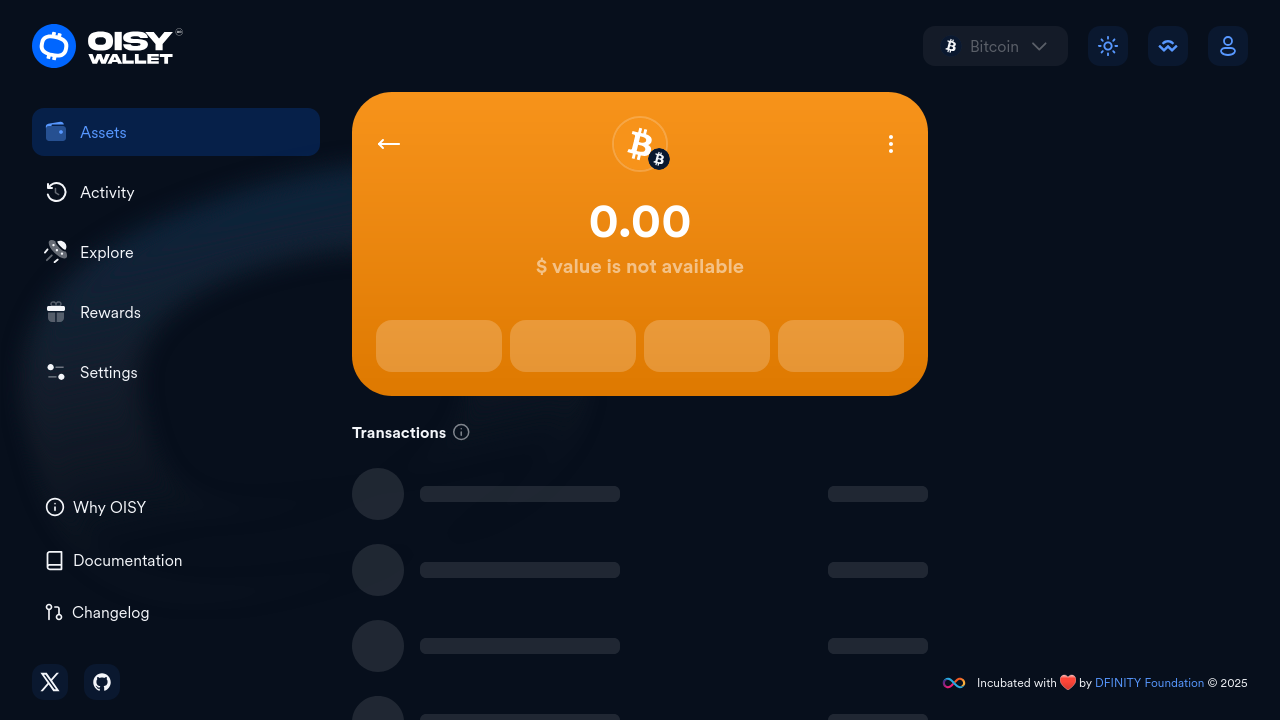 OISY
WALLET
Bitcoin
Assets
Activity
Explore
Rewards
Settings
Why OISY
Documentation
Changelog
0.00
$ value is not available
Transactions
Incubated with ❤️ by DFINITY Foundation © 2025